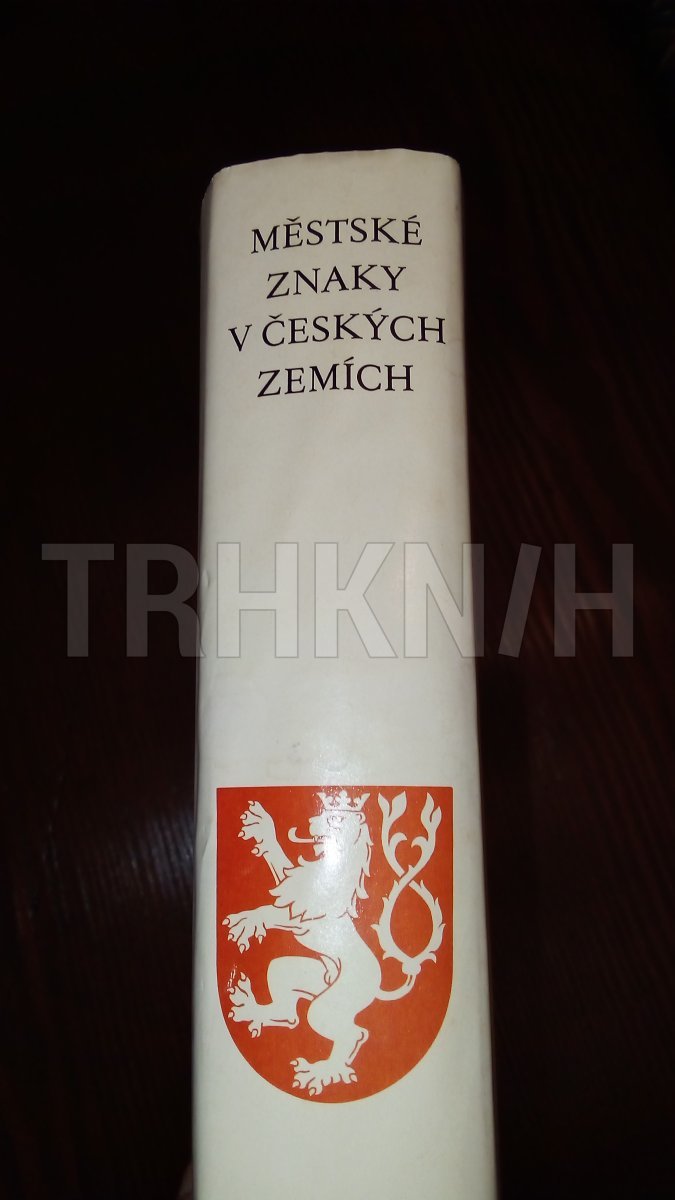 MĚSTSKÉ
ZNAKY
V ČESKÝCH
ZEMÍCH
TRHKNIH